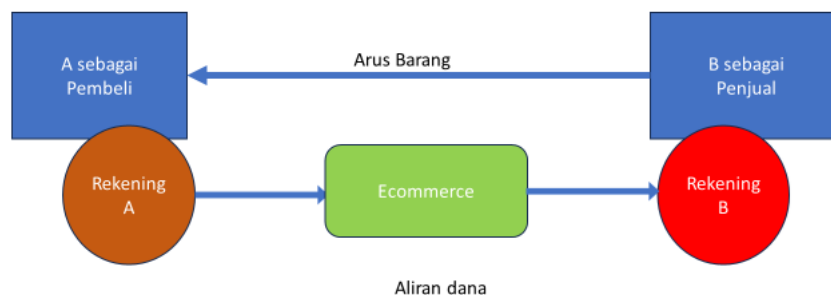 A sebagai
Pembeli
Arus Barang
B sebagai
Penjual
Rekening
A
Ecommerce
Rekening
B
Aliran dana